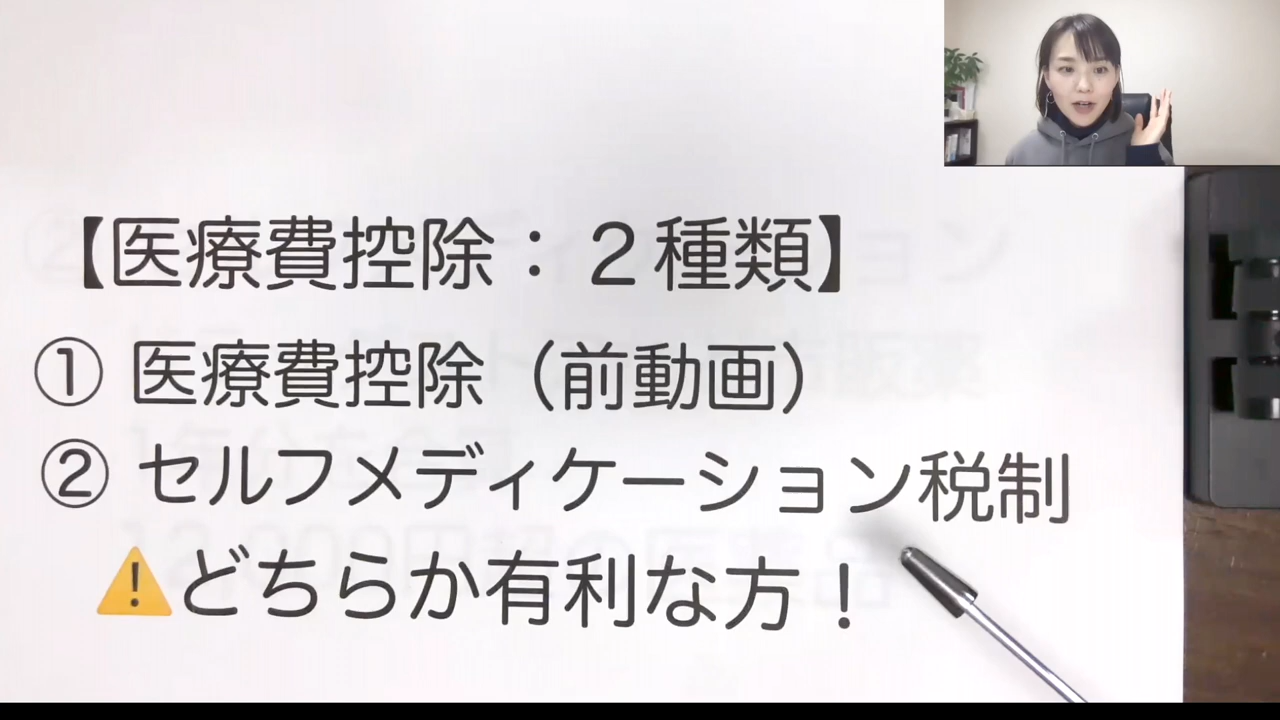 【医療費控除：２種類】
① 医療費控除（前動画）
② セルフメディケーション税制
⚠どちらか有利な方！